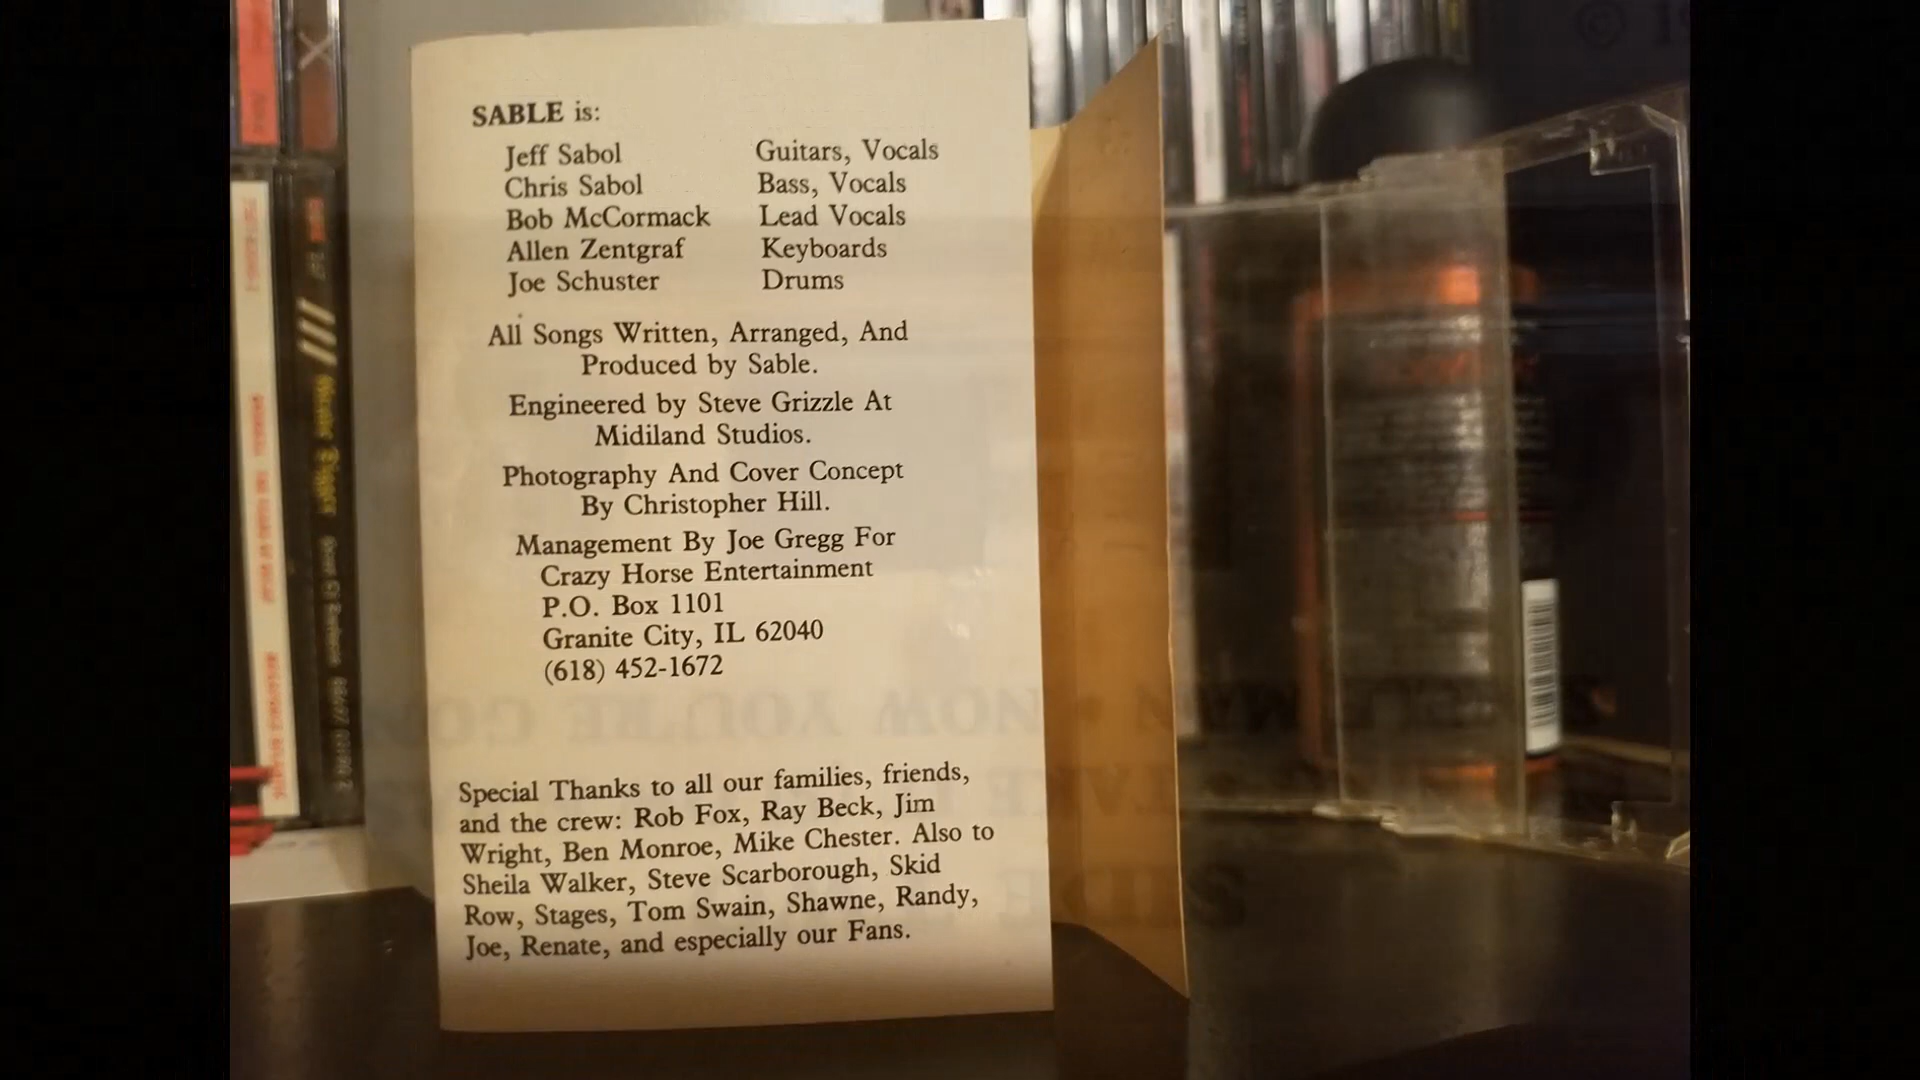 SABLE is:
Jeff Sabol Guitars, Vocals
Chris Sabol Bass, Vocals
Bob McCormack Lead Vocals
Allen Zentgraf Keyboards
Joe Schuster Drums
All Songs Written, Arranged, And
Produced by Sable.
Engineered by Steve Grizzle At
Midiland Studios.
Photography And Cover Concept
By Christopher Hill.
Management By Joe Gregg For
Crazy Horse Entertainment
P.O. Box 1101
Granite City, IL 62040
(618) 452-1672
Special Thanks to all our families, friends,
and the crew: Rob Fox, Ray Beck, Jim
Wright, Ben Monroe, Mike Chester. Also to
Sheila Walker, Steve Scarborough, Skid
Row, Stages, Tom Swain, Shawne, Randy,
Joe, Renate, and especially our Fans.